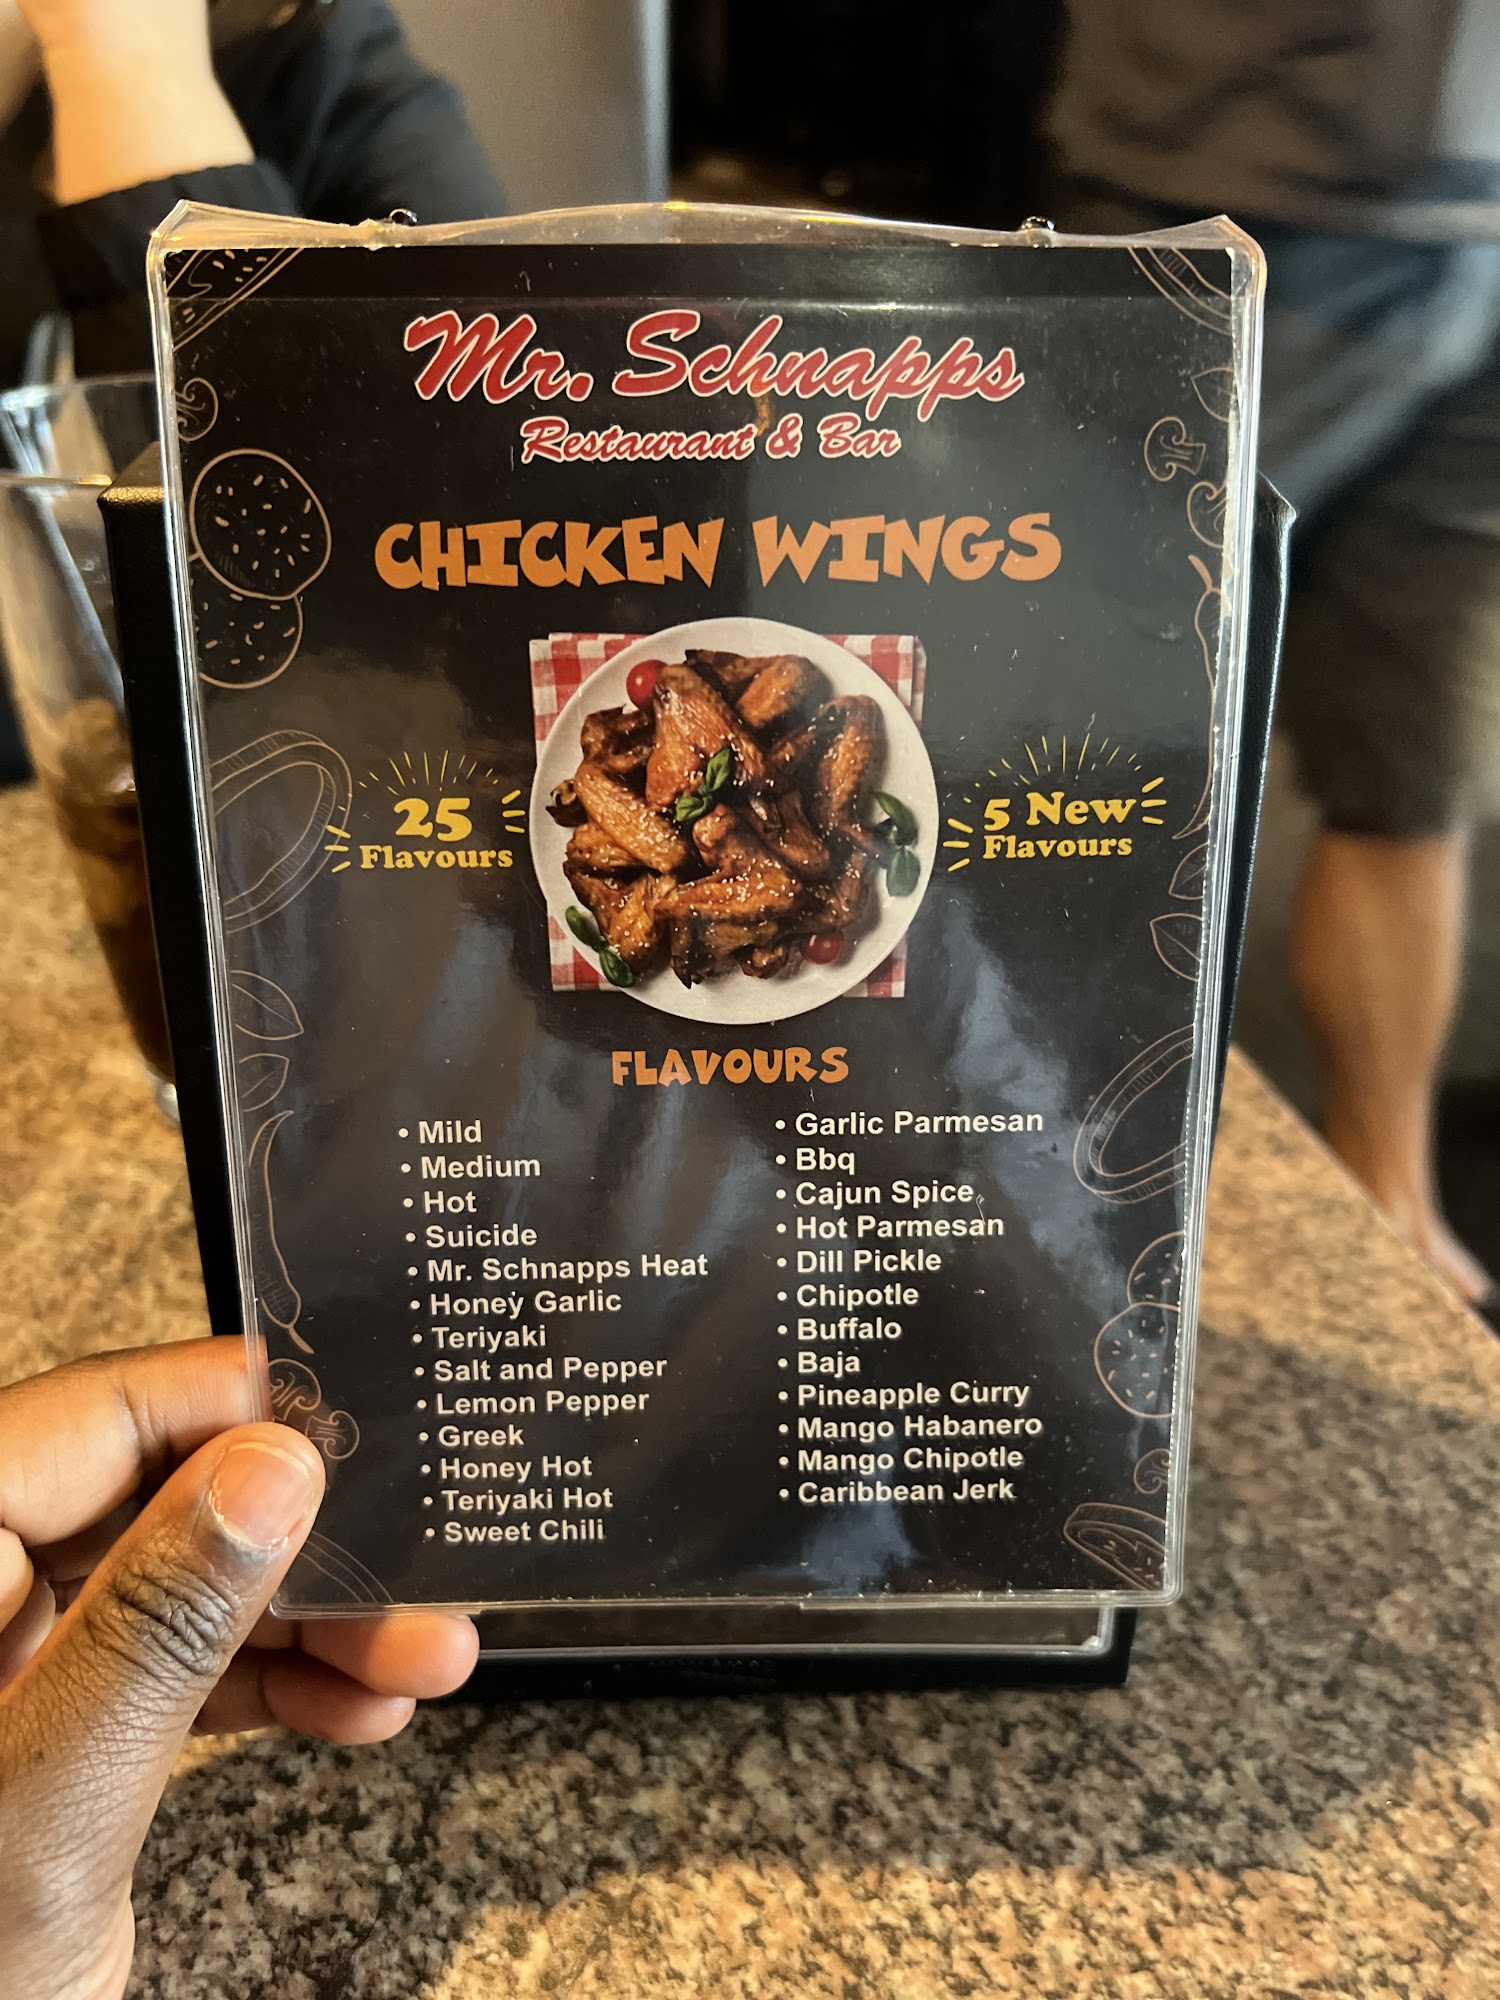 Mr. Schnapps
Restaurant & Bar
CHICKEN WINGS
25
Flavours
5 New
Flavours
FLAVOURS
• Mild
• Medium
• Hot
• Suicide
• Mr. Schnapps Heat
• Honey Garlic
• Teriyaki
• Salt and Pepper
• Lemon Pepper
• Greek
• Honey Hot
• Teriyaki Hot
• Sweet Chili
• Garlic Parmesan
• Bbq
• Cajun Spice
• Hot Parmesan
• Dill Pickle
• Chipotle
• Buffalo
• Baja
• Pineapple Curry
• Mango Habanero
• Mango Chipotle
• Caribbean Jerk